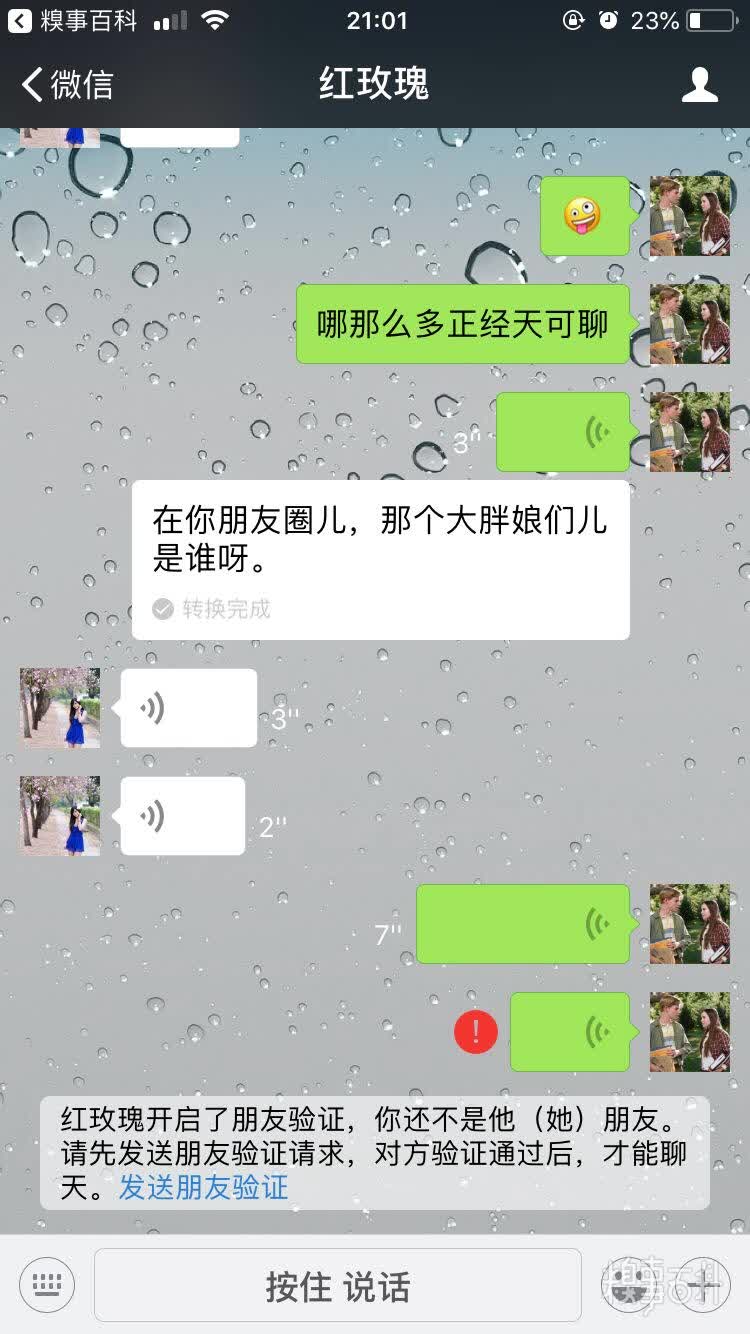 糗事百科 21:01 23%
微信 红玫瑰
哪那么多正经天可聊
3"
在你朋友圈儿，那个大胖娘们儿
是谁呀。
转换完成
3"
2"
7"
!
红玫瑰开启了朋友验证，你还不是他（她）朋友。
请先发送朋友验证请求，对方验证通过后，才能聊
天。发送朋友验证
按住 说话
糗事百科